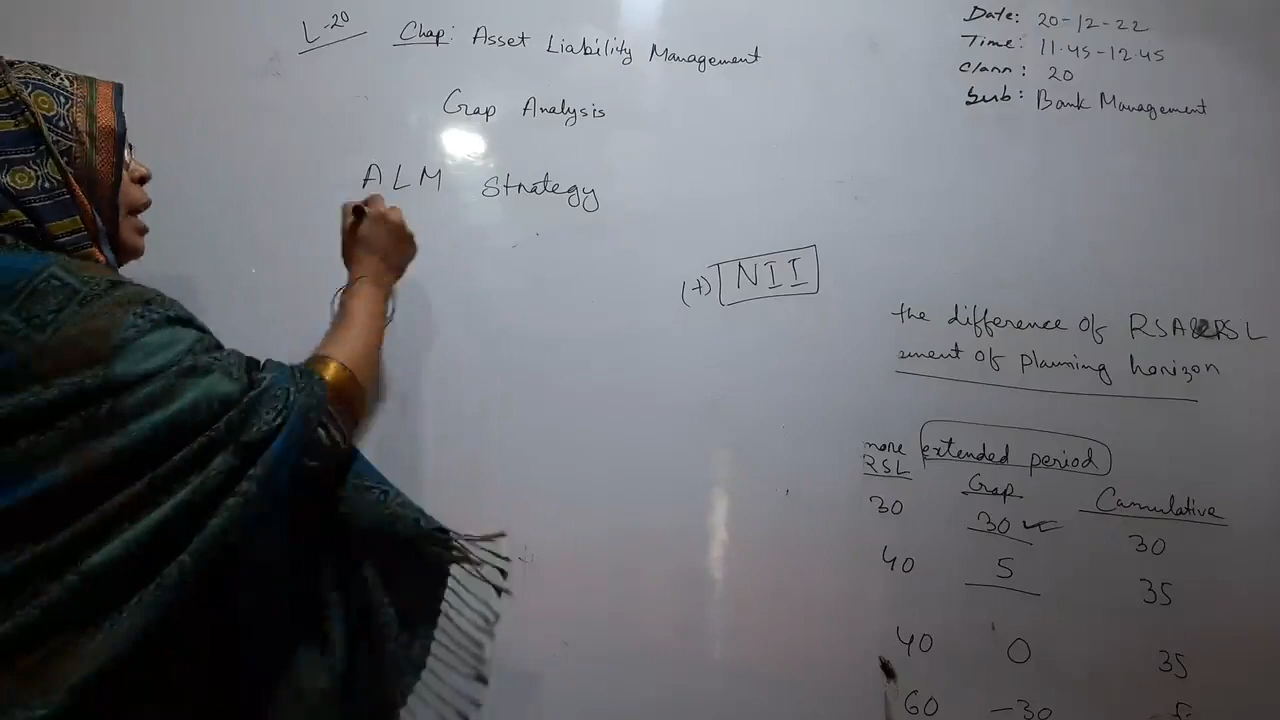 L-20
Chap: Asset Liability Management
Gap Analysis
ALM Strategy
(+) NII
Date: 20-12-22
Time: 11.45-12.45
Class: 20
Sub: Bank Management
the difference of RSA & RSL
of planning horizon
more RSL
extended period
Gap
Cumulative
30 30 30
40 5 35
40 0 35
60 -30